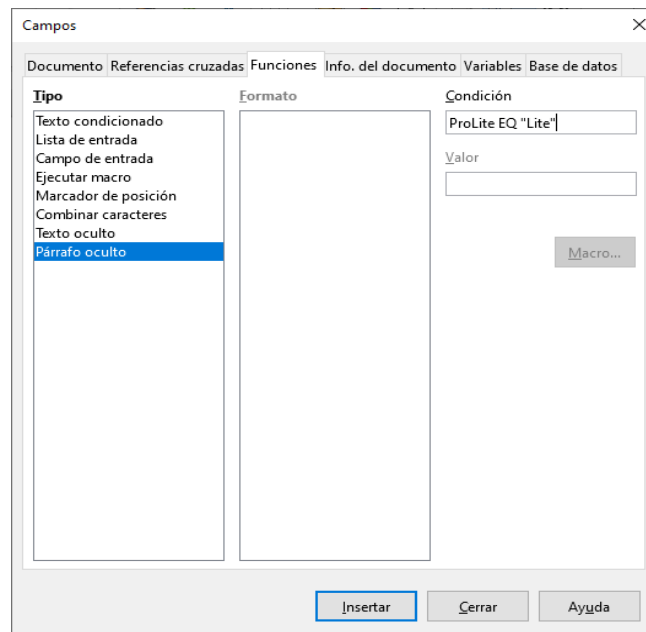 Campos
Documento Referencias cruzadas Funciones Info. del documento Variables Base de datos
Tipo
Texto condicionado
Lista de entrada
Campo de entrada
Ejecutar macro
Marcador de posición
Combinar caracteres
Texto oculto
Párrafo oculto
Formato
Condición
ProLite EQ "Lite"
Valor
Macro...
Insertar Cerrar Ayuda